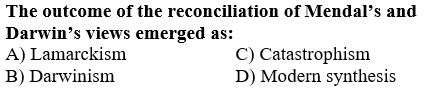 The outcome of the reconciliation of Mendal’s and
Darwin’s views emerged as:
A) Lamarckism C) Catastrophism
B) Darwinism D) Modern synthesis